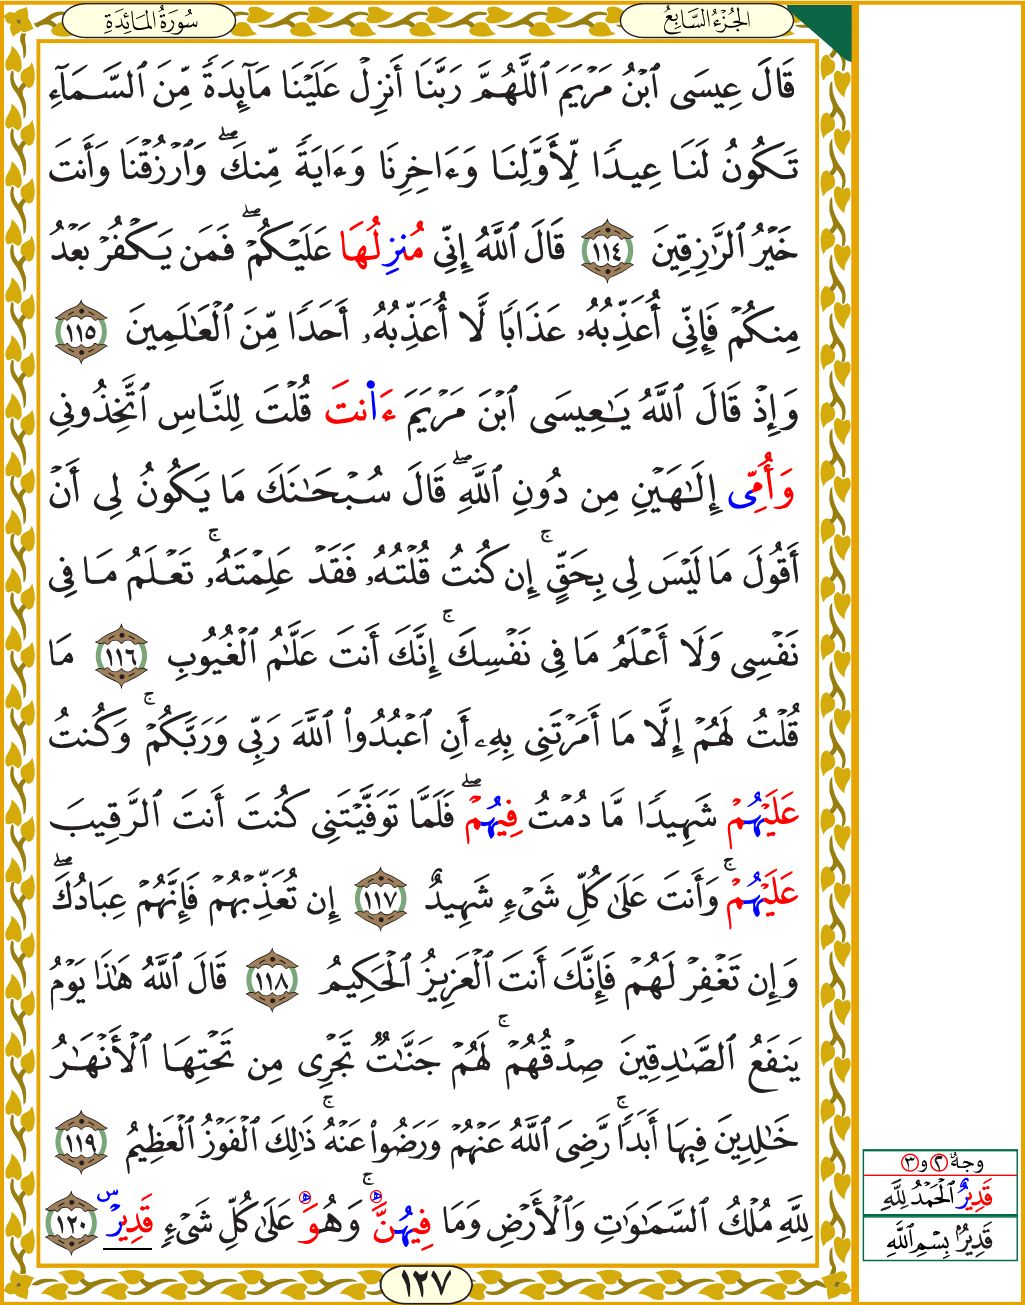 الجُزْءُ السَّابِعُ
سُورَةُ المَائِدَةِ
قَالَ عِيسَى ٱبۡنُ مَرۡيَمَ ٱللَّهُمَّ رَبَّنَآ أَنزِلۡ عَلَيۡنَا مَآئِدَةٗ مِّنَ ٱلسَّمَآءِ
تَكُونُ لَنَا عِيدٗا لِّأَوَّلِنَا وَءَاخِرِنَا وَءَايَةٗ مِّنكَۖ وَٱرۡزُقۡنَا وَأَنتَ
خَيۡرُ ٱلرَّٰزِقِينَ ١١٤ قَالَ ٱللَّهُ إِنِّي مُنزِلُهَا عَلَيۡكُمۡۖ فَمَن يَكۡفُرۡ بَعۡدُ
مِنكُمۡ فَإِنِّيٓ أُعَذِّبُهُۥ عَذَابٗا لَّآ أُعَذِّبُهُۥٓ أَحَدٗا مِّنَ ٱلۡعَٰلَمِينَ ١١٥
وَإِذۡ قَالَ ٱللَّهُ يَٰعِيسَى ٱبۡنَ مَرۡيَمَ ءَاٰنتَ قُلۡتَ لِلنَّاسِ ٱتَّخِذُونِي
وَأُمِّي إِلَٰهَيۡنِ مِن دُونِ ٱللَّهِۖ قَالَ سُبۡحَٰنَكَ مَا يَكُونُ لِيٓ أَنۡ
أَقُولَ مَا لَيۡسَ لِي بِحَقٍّۚ إِن كُنتُ قُلۡتُهُۥ فَقَدۡ عَلِمۡتَهُۥۚ تَعۡلَمُ مَا فِي
نَفۡسِي وَلَآ أَعۡلَمُ مَا فِي نَفۡسِكَۚ إِنَّكَ أَنتَ عَلَّٰمُ ٱلۡغُيُوبِ ١١٦ مَا
قُلۡتُ لَهُمۡ إِلَّا مَآ أَمَرۡتَنِي بِهِۦٓ أَنِ ٱعۡبُدُواْ ٱللَّهَ رَبِّي وَرَبَّكُمۡۚ وَكُنتُ
عَلَيۡهُمۡ شَهِيدٗا مَّا دُمۡتُ فِيهُمۡۖ فَلَمَّا تَوَفَّيۡتَنِي كُنتَ أَنتَ ٱلرَّقِيبَ
عَلَيۡهُمۡۚ وَأَنتَ عَلَىٰ كُلِّ شَيۡءٖ شَهِيدٌ ١١٧ إِن تُعَذِّبۡهُمۡ فَإِنَّهُمۡ عِبَادُكَۖ
وَإِن تَغۡفِرۡ لَهُمۡ فَإِنَّكَ أَنتَ ٱلۡعَزِيزُ ٱلۡحَكِيمُ ١١٨ قَالَ ٱللَّهُ هَٰذَا يَوۡمُ
يَنفَعُ ٱلصَّٰدِقِينَ صِدۡقُهُمۡۚ لَهُمۡ جَنَّٰتٞ تَجۡرِي مِن تَحۡتِهَا ٱلۡأَنۡهَٰرُ
خَٰلِدِينَ فِيهَآ أَبَدٗاۚ رَّضِيَ ٱللَّهُ عَنۡهُمۡ وَرَضُواْ عَنۡهُۚ ذَٰلِكَ ٱلۡفَوۡزُ ٱلۡعَظِيمُ ١١٩
لِلَّهِ مُلۡكُ ٱلسَّمَٰوَٰتِ وَٱلۡأَرۡضِ وَمَا فِيهُنَّۚ وَهُوَ عَلَىٰ كُلِّ شَيۡءٖ قَدِيرٞ ١٢٠
وجهٌ ٢ و ٣
قَدِيرٌ ٱلۡحَمۡدُ لِلَّهِ
قَدِيرٌ بِسۡمِ ٱللَّهِ
١٢٧